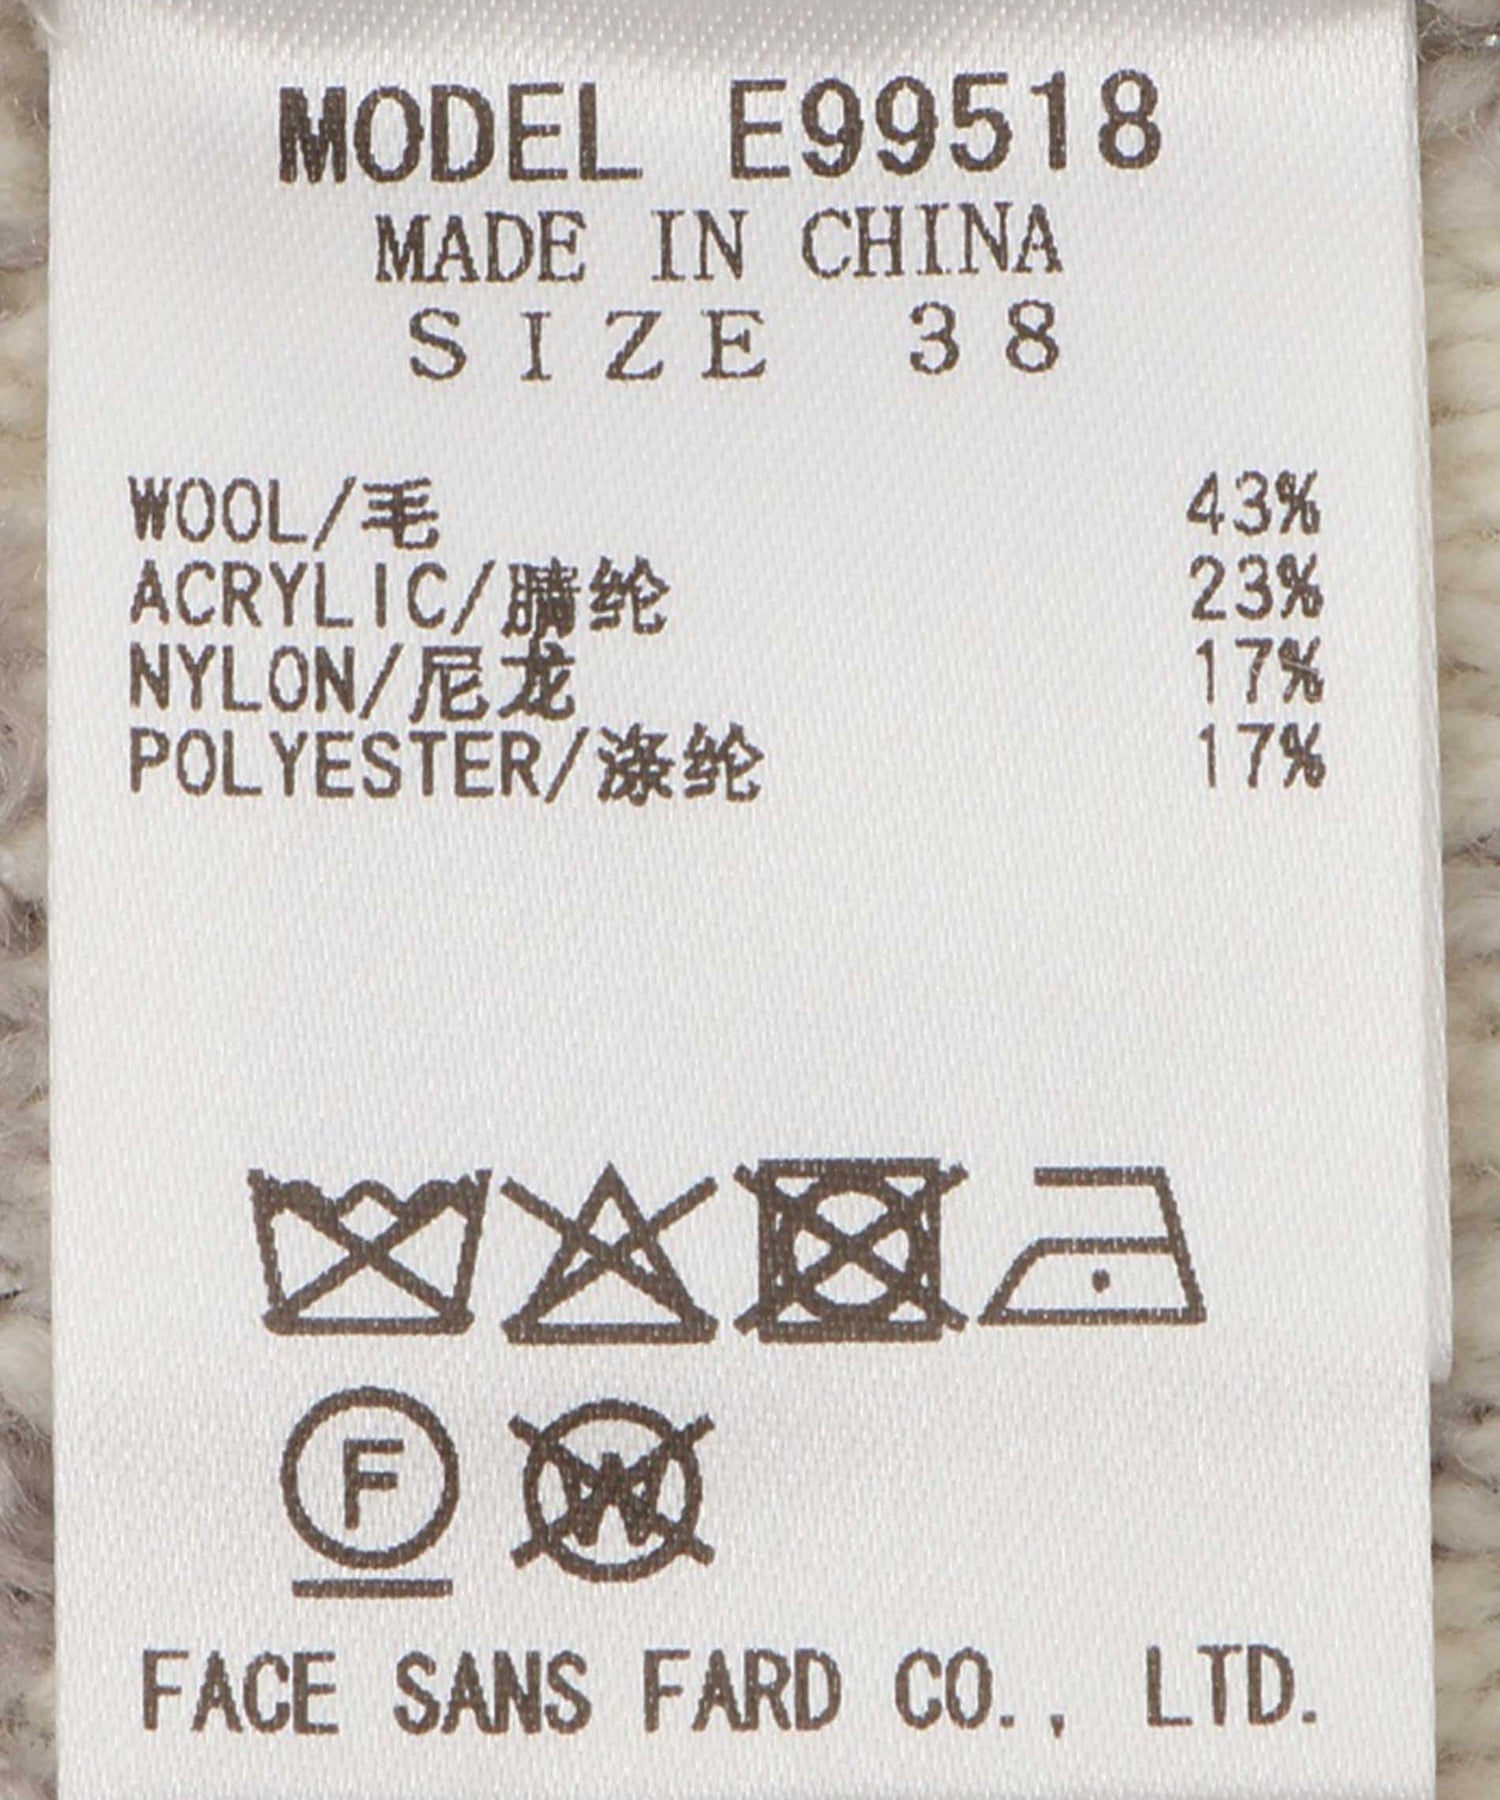 MODEL E99518
MADE IN CHINA
SIZE 38
WOOL/毛 43%
ACRYLIC/腈纶 23%
NYLON/尼龙 17%
POLYESTER/涤纶 17%
F W
FACE SANS FARD CO., LTD.